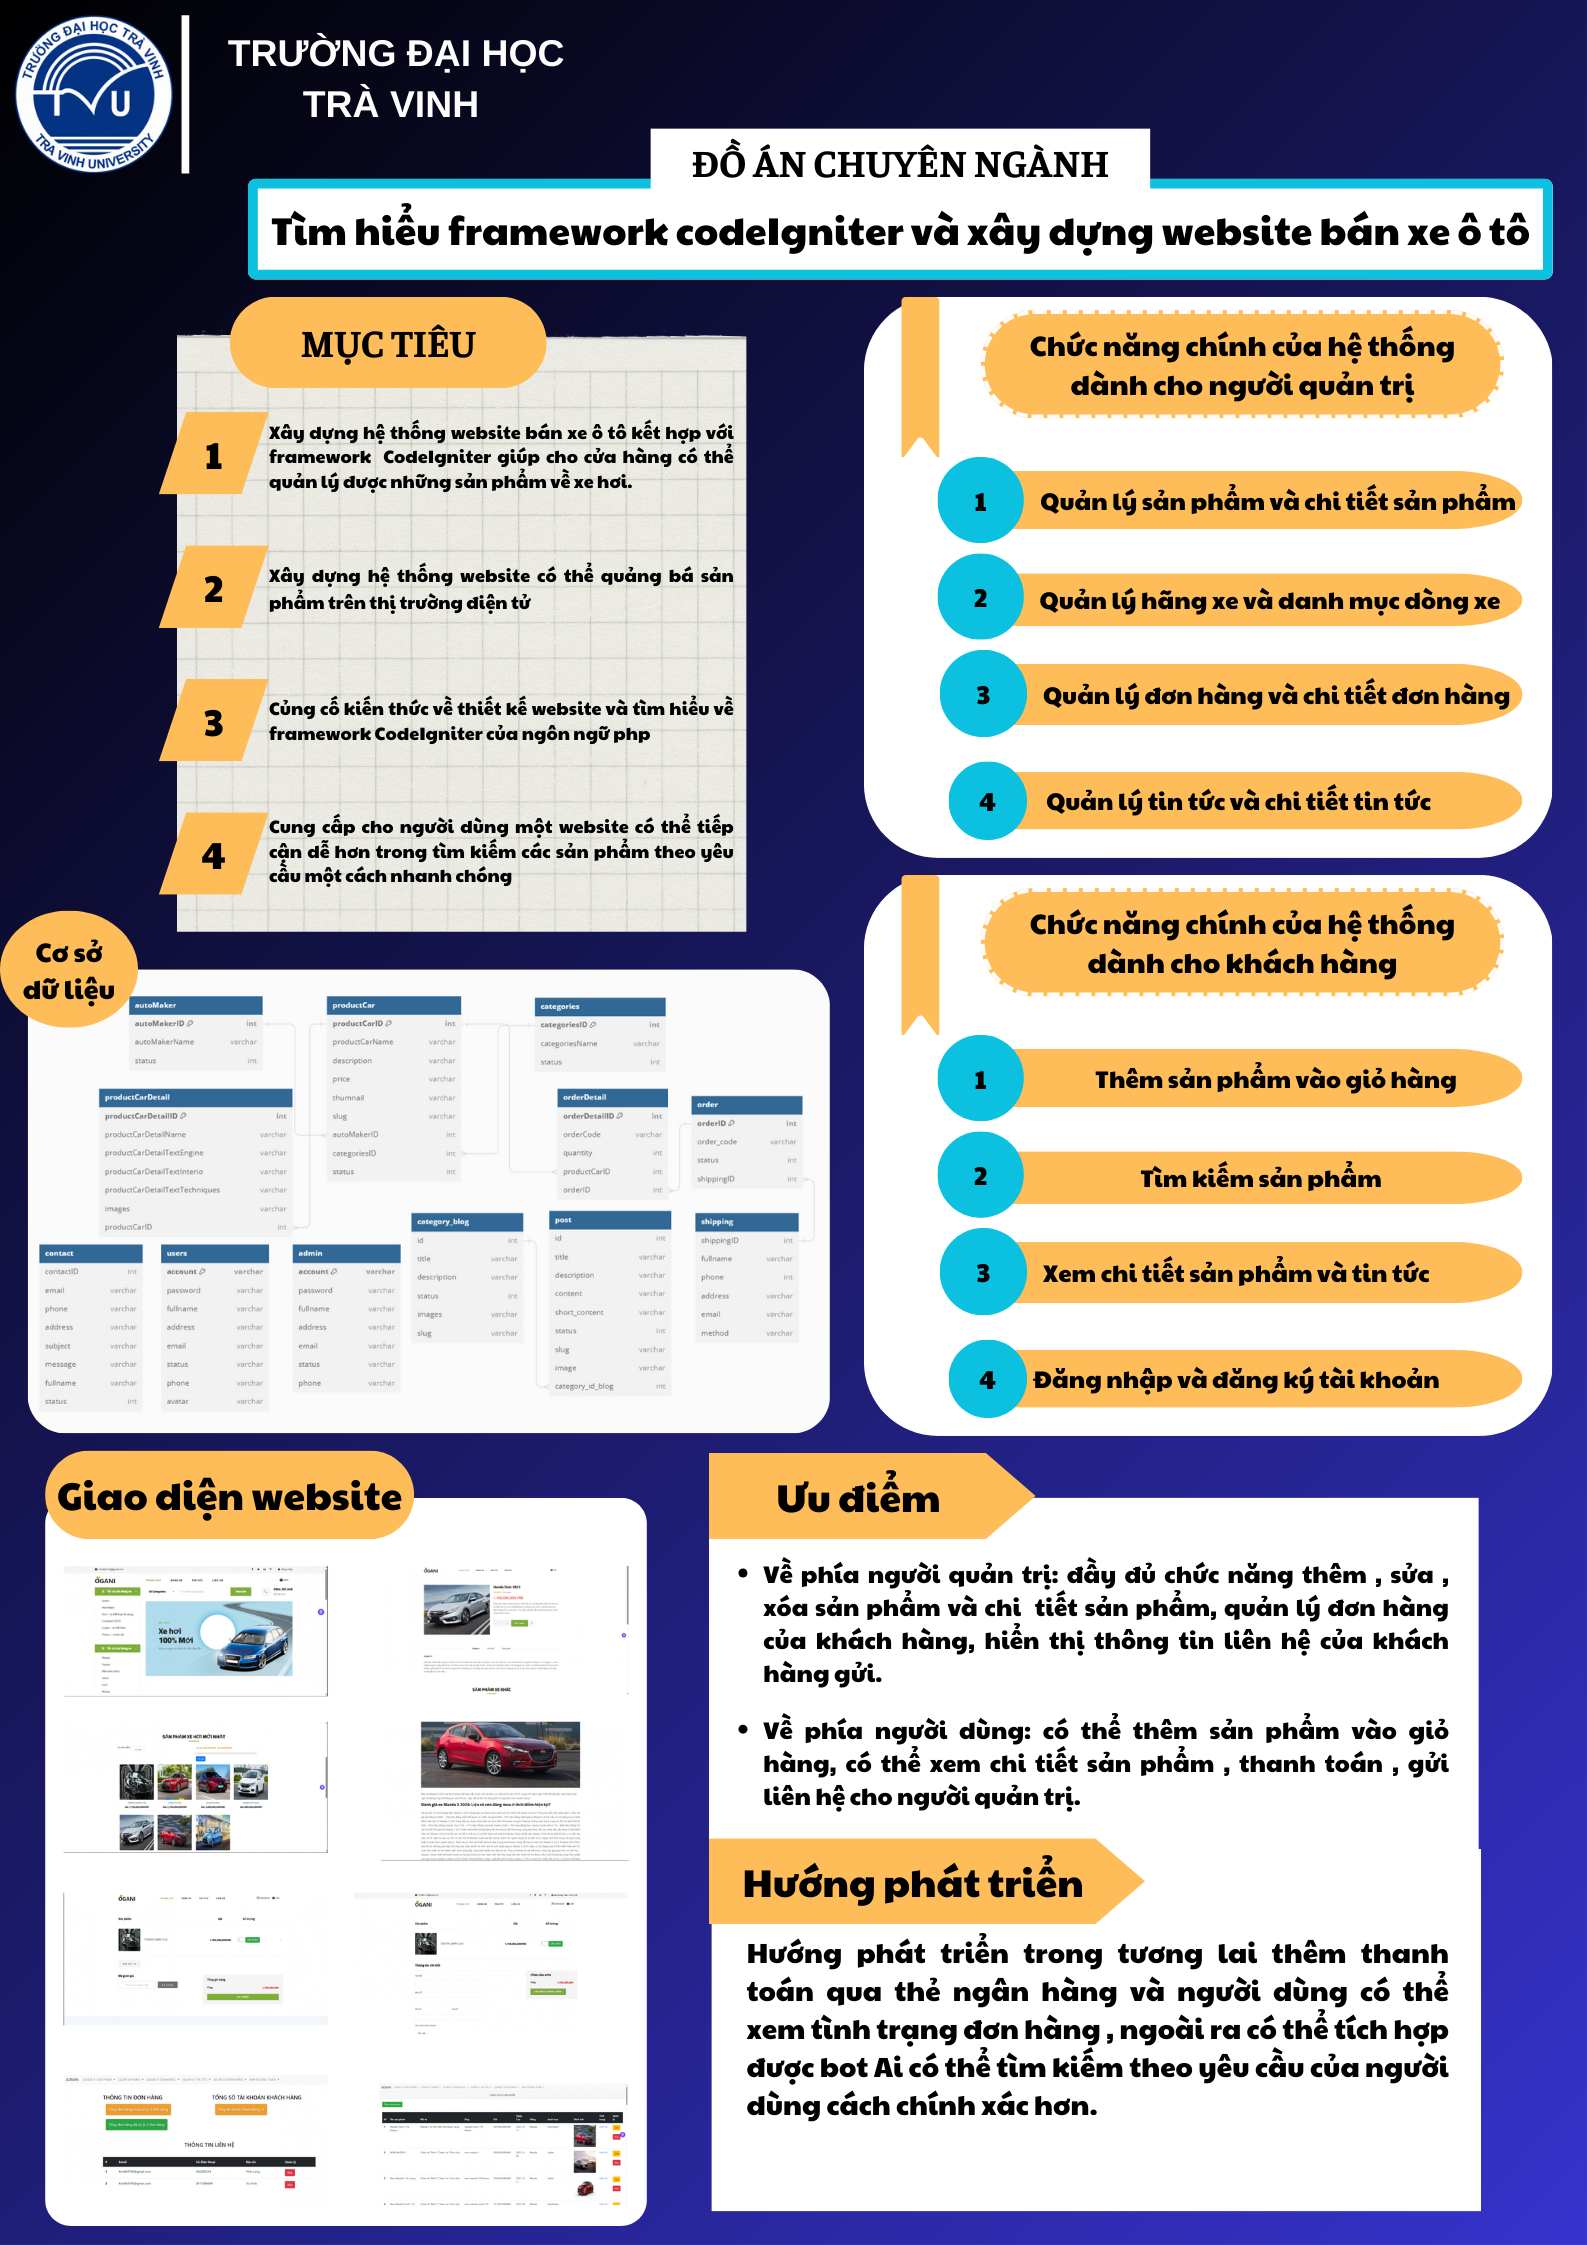 TRƯỜNG ĐẠI HỌC TRÀ VINH
T V U
TRA VINH UNIVERSITY
TRƯỜNG ĐẠI HỌC
TRÀ VINH
ĐỒ ÁN CHUYÊN NGÀNH
Tìm hiểu framework codeIgniter và xây dựng website bán xe ô tô
MỤC TIÊU
1
Xây dựng hệ thống website bán xe ô tô kết hợp với
framework CodeIgniter giúp cho cửa hàng có thể
quản lý được những sản phẩm về xe hơi.
2
Xây dựng hệ thống website có thể quảng bá sản
phẩm trên thị trường điện tử
3
Củng cố kiến thức về thiết kế website và tìm hiểu về
framework CodeIgniter của ngôn ngữ php
4
Cung cấp cho người dùng một website có thể tiếp
cận dễ hơn trong tìm kiếm các sản phẩm theo yêu
cầu một cách nhanh chóng
Chức năng chính của hệ thống
dành cho người quản trị
1 Quản lý sản phẩm và chi tiết sản phẩm
2 Quản lý hãng xe và danh mục dòng xe
3 Quản lý đơn hàng và chi tiết đơn hàng
4 Quản lý tin tức và chi tiết tin tức
Chức năng chính của hệ thống
dành cho khách hàng
1 Thêm sản phẩm vào giỏ hàng
2 Tìm kiếm sản phẩm
3 Xem chi tiết sản phẩm và tin tức
4 Đăng nhập và đăng ký tài khoản
Cơ sở
dữ liệu
autoMaker
autoMakerID int
autoMakerName varchar
status int
productCar
productCarID int
productCarName varchar
description varchar
price varchar
thumnail varchar
slug varchar
autoMakerID int
categoriesID int
status int
categories
categoriesID int
categoriesName varchar
status int
productCarDetail
productCarDetailID int
productCarDetailName varchar
productCarDetailTextEngine varchar
productCarDetailTextInterio varchar
productCarDetailTextTechniques varchar
images varchar
productCarID int
orderDetail
orderDetailID int
orderCode varchar
quantity int
productCarID int
orderID int
order
orderID int
order_code varchar
status int
shippingID int
contact
contactID int
email varchar
phone varchar
address varchar
subject varchar
message varchar
fullname varchar
status int
users
account varchar
password varchar
fullname varchar
address varchar
email varchar
status varchar
phone varchar
avatar varchar
admin
account varchar
password varchar
fullname varchar
address varchar
email varchar
status varchar
phone varchar
category_blog
id int
title varchar
description varchar
status int
images varchar
slug varchar
post
id int
title varchar
description varchar
content varchar
short_content varchar
status int
slug varchar
image varchar
category_id_blog int
shipping
shippingID int
fullname varchar
phone int
address varchar
email varchar
method varchar
Giao diện website
OGANI
Xe hơi
100% Mới
OGANI
SẢN PHẨM XE KHÁC
SẢN PHẨM XE HƠI MỚI NHẤT
OGANI
OGANI
THÔNG TIN ĐƠN HÀNG
TỔNG SỐ TÀI KHOẢN KHÁCH HÀNG
THÔNG TIN LIÊN HỆ
Ưu điểm
• Về phía người quản trị: đầy đủ chức năng thêm , sửa ,
xóa sản phẩm và chi tiết sản phẩm, quản lý đơn hàng
của khách hàng, hiển thị thông tin liên hệ của khách
hàng gửi.
• Về phía người dùng: có thể thêm sản phẩm vào giỏ
hàng, có thể xem chi tiết sản phẩm , thanh toán , gửi
liên hệ cho người quản trị.
Hướng phát triển
Hướng phát triển trong tương lai thêm thanh
toán qua thẻ ngân hàng và người dùng có thể
xem tình trạng đơn hàng , ngoài ra có thể tích hợp
được bot Ai có thể tìm kiếm theo yêu cầu của người
dùng cách chính xác hơn.